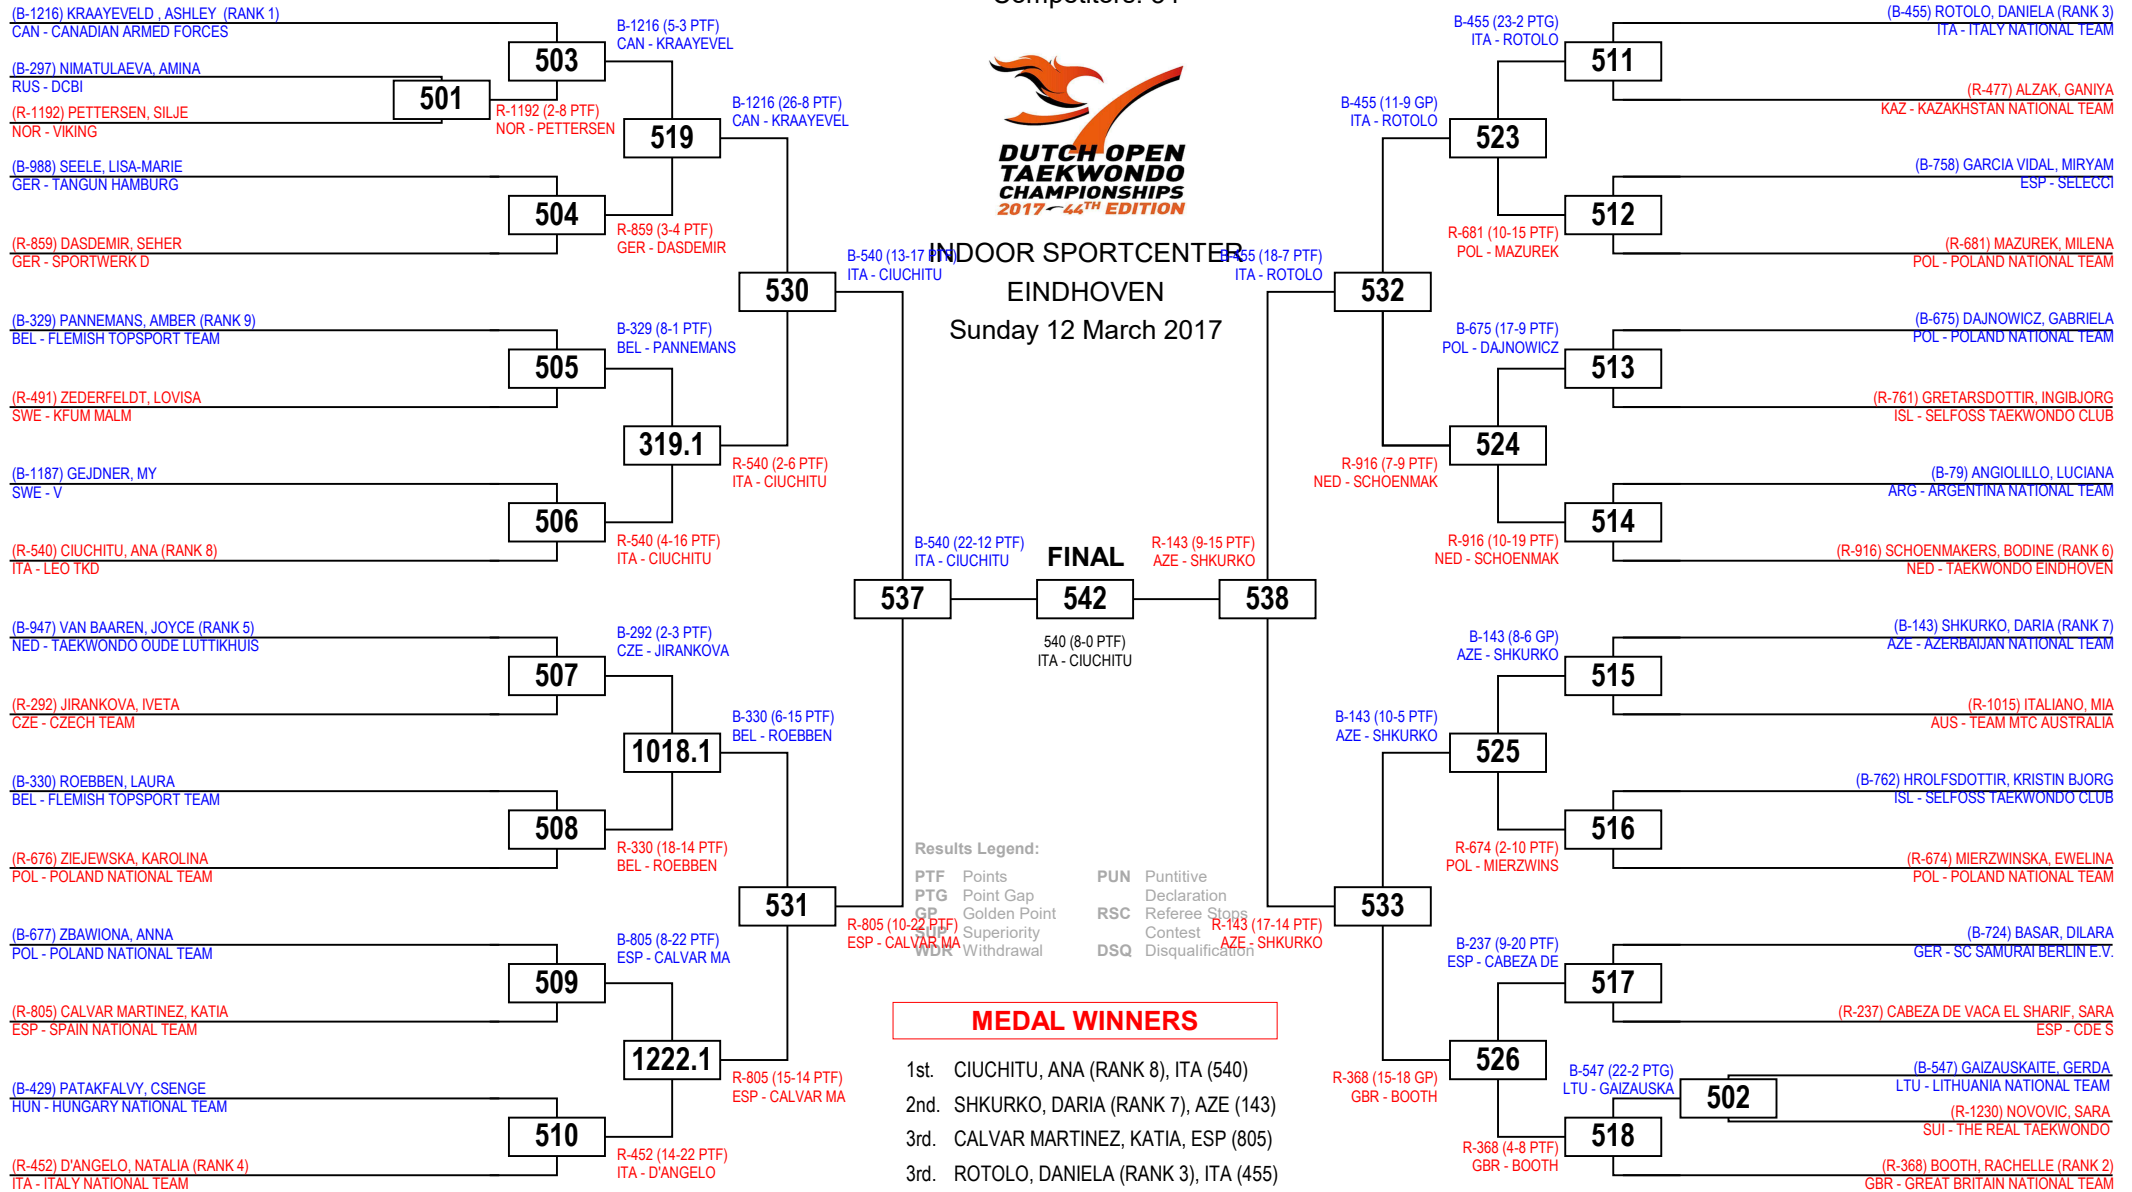 Competitors: 34
(B-1216) KRAAYEVELD , ASHLEY (RANK 1)
CAN - CANADIAN ARMED FORCES
(B-297) NIMATULAEVA, AMINA
RUS - DCBI
(R-1192) PETTERSEN, SILJE
NOR - VIKING
(B-988) SEELE, LISA-MARIE
GER - TANGUN HAMBURG
(R-859) DASDEMIR, SEHER
GER - SPORTWERK D
(B-329) PANNEMANS, AMBER (RANK 9)
BEL - FLEMISH TOPSPORT TEAM
(R-491) ZEDERFELDT, LOVISA
SWE - KFUM MALM
(B-1187) GEJDNER, MY
SWE - V
(R-540) CIUCHITU, ANA (RANK 8)
ITA - LEO TKD
(B-947) VAN BAAREN, JOYCE (RANK 5)
NED - TAEKWONDO OUDE LUTTIKHUIS
(R-292) JIRANKOVA, IVETA
CZE - CZECH TEAM
(B-330) ROEBBEN, LAURA
BEL - FLEMISH TOPSPORT TEAM
(R-676) ZIEJEWSKA, KAROLINA
POL - POLAND NATIONAL TEAM
(B-677) ZBAWIONA, ANNA
POL - POLAND NATIONAL TEAM
(R-805) CALVAR MARTINEZ, KATIA
ESP - SPAIN NATIONAL TEAM
(B-429) PATAKFALVY, CSENGE
HUN - HUNGARY NATIONAL TEAM
(R-452) D'ANGELO, NATALIA (RANK 4)
ITA - ITALY NATIONAL TEAM
501
R-1192 (2-8 PTF)
NOR - PETTERSEN
503
504
505
506
507
508
509
510
B-1216 (5-3 PTF)
CAN - KRAAYEVEL
R-859 (3-4 PTF)
GER - DASDEMIR
B-329 (8-1 PTF)
BEL - PANNEMANS
R-540 (4-16 PTF)
ITA - CIUCHITU
B-292 (2-3 PTF)
CZE - JIRANKOVA
R-330 (18-14 PTF)
BEL - ROEBBEN
B-805 (8-22 PTF)
ESP - CALVAR MA
R-452 (14-22 PTF)
ITA - D'ANGELO
519
319.1
1018.1
1222.1
B-1216 (26-8 PTF)
CAN - KRAAYEVEL
R-540 (2-6 PTF)
ITA - CIUCHITU
B-330 (6-15 PTF)
BEL - ROEBBEN
R-805 (15-14 PTF)
ESP - CALVAR MA
530
531
B-540 (13-17 PTF)
ITA - CIUCHITU
R-805 (10-22 PTF)
ESP - CALVAR MA
537
B-540 (22-12 PTF)
ITA - CIUCHITU
DUTCH OPEN
TAEKWONDO
CHAMPIONSHIPS
2017 44TH EDITION
INDOOR SPORTCENTER
EINDHOVEN
Sunday 12 March 2017
FINAL
542
540 (8-0 PTF)
ITA - CIUCHITU
Results Legend:
PTF Points
PTG Point Gap
GP Golden Point
SUP Superiority
WDR Withdrawal
PUN Puntitive
Declaration
RSC Referee Stops
Contest
DSQ Disqualification
MEDAL WINNERS
1st. CIUCHITU, ANA (RANK 8), ITA (540)
2nd. SHKURKO, DARIA (RANK 7), AZE (143)
3rd. CALVAR MARTINEZ, KATIA, ESP (805)
3rd. ROTOLO, DANIELA (RANK 3), ITA (455)
R-143 (9-15 PTF)
AZE - SHKURKO
538
B-455 (18-7 PTF)
ITA - ROTOLO
R-143 (17-14 PTF)
AZE - SHKURKO
532
533
B-455 (11-9 GP)
ITA - ROTOLO
R-916 (7-9 PTF)
NED - SCHOENMAK
B-143 (10-5 PTF)
AZE - SHKURKO
R-368 (15-18 GP)
GBR - BOOTH
523
524
525
526
B-455 (23-2 PTG)
ITA - ROTOLO
R-681 (10-15 PTF)
POL - MAZUREK
B-675 (17-9 PTF)
POL - DAJNOWICZ
R-916 (10-19 PTF)
NED - SCHOENMAK
B-143 (8-6 GP)
AZE - SHKURKO
R-674 (2-10 PTF)
POL - MIERZWINS
B-237 (9-20 PTF)
ESP - CABEZA DE
R-368 (4-8 PTF)
GBR - BOOTH
511
512
513
514
515
516
517
518
B-547 (22-2 PTG)
LTU - GAIZAUSKA
502
(B-455) ROTOLO, DANIELA (RANK 3)
ITA - ITALY NATIONAL TEAM
(R-477) ALZAK, GANIYA
KAZ - KAZAKHSTAN NATIONAL TEAM
(B-758) GARCIA VIDAL, MIRYAM
ESP - SELECCI
(R-681) MAZUREK, MILENA
POL - POLAND NATIONAL TEAM
(B-675) DAJNOWICZ, GABRIELA
POL - POLAND NATIONAL TEAM
(R-761) GRETARSDOTTIR, INGIBJORG
ISL - SELFOSS TAEKWONDO CLUB
(B-79) ANGIOLILLO, LUCIANA
ARG - ARGENTINA NATIONAL TEAM
(R-916) SCHOENMAKERS, BODINE (RANK 6)
NED - TAEKWONDO EINDHOVEN
(B-143) SHKURKO, DARIA (RANK 7)
AZE - AZERBAIJAN NATIONAL TEAM
(R-1015) ITALIANO, MIA
AUS - TEAM MTC AUSTRALIA
(B-762) HROLFSDOTTIR, KRISTIN BJORG
ISL - SELFOSS TAEKWONDO CLUB
(R-674) MIERZWINSKA, EWELINA
POL - POLAND NATIONAL TEAM
(B-724) BASAR, DILARA
GER - SC SAMURAI BERLIN E.V.
(R-237) CABEZA DE VACA EL SHARIF, SARA
ESP - CDE S
(B-547) GAIZAUSKAITE, GERDA
LTU - LITHUANIA NATIONAL TEAM
(R-1230) NOVOVIC, SARA
SUI - THE REAL TAEKWONDO
(R-368) BOOTH, RACHELLE (RANK 2)
GBR - GREAT BRITAIN NATIONAL TEAM